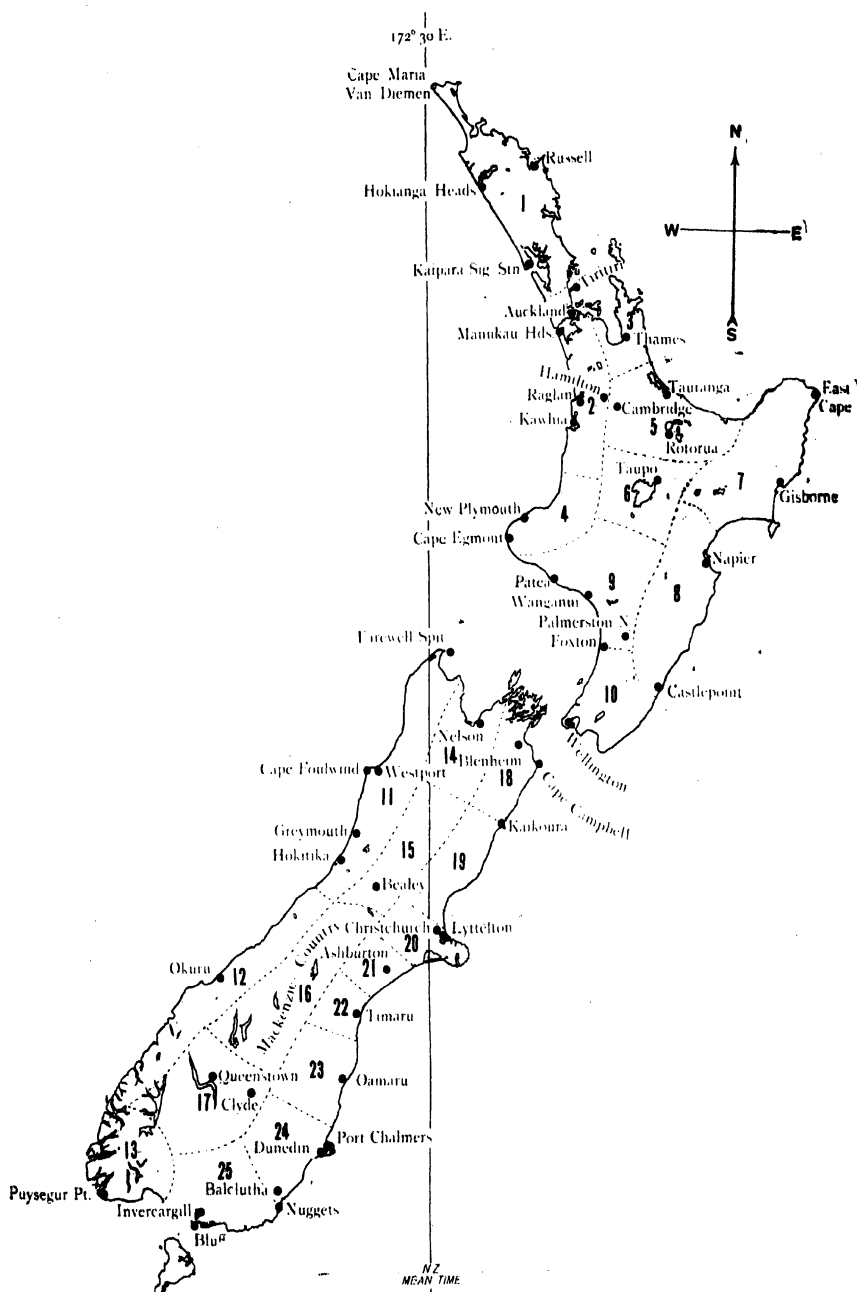 172° 30 E.
Cape Maria
Van Diemen
N
Russell
Hokianga Heads
1
W
E
Kaipara Sig Stn
Tiritiri
Auckland
3
S
Manukau Hds.
Thames
Hamilton
Tauranga
East
Cape
Raglan
2
Cambridge
Kawhia
5
Rotorua
Taupo
7
6
Gisborne
New Plymouth
4
Cape Egmont
Napier
Patea
9
8
Wanganui
Palmerston N
Farewell Spit
Foxton
10
Castlepoint
Nelson
Wellington
14
Blenheim
Cape Foulwind
Westport
18
Cape Campbell
11
Kaikoura
Greymouth
15
19
Hokitika
Bealey
Christchurch
Lyttelton
20
Ashburton
Mackenzie Country
21
Okuru
12
16
22
Timaru
Queenstown
23
Oamaru
17
Clyde
24
Port Chalmers
Dunedin
13
25
Puysegur Pt.
Balclutha
Invercargill
Nuggets
Bluff
N Z
MEAN TIME